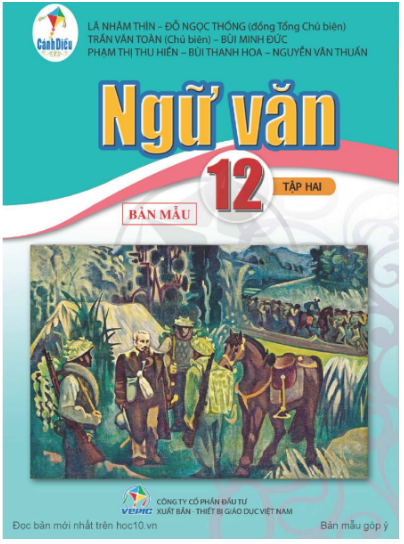 Cánh Diều
LÃ NHÂM THÌN – ĐỖ NGỌC THỐNG (đồng Tổng Chủ biên)
TRẦN VĂN TOÀN (Chủ biên) – BÙI MINH ĐỨC
PHẠM THỊ THU HIỀN – BÙI THANH HOA – NGUYỄN VĂN THUẤN
Ngữ văn
12
TẬP HAI
BẢN MẪU
VEPIC
CÔNG TY CỔ PHẦN ĐẦU TƯ
XUẤT BẢN - THIẾT BỊ GIÁO DỤC VIỆT NAM
Đọc bản mới nhất trên hoc10.vn
Bản mẫu góp ý